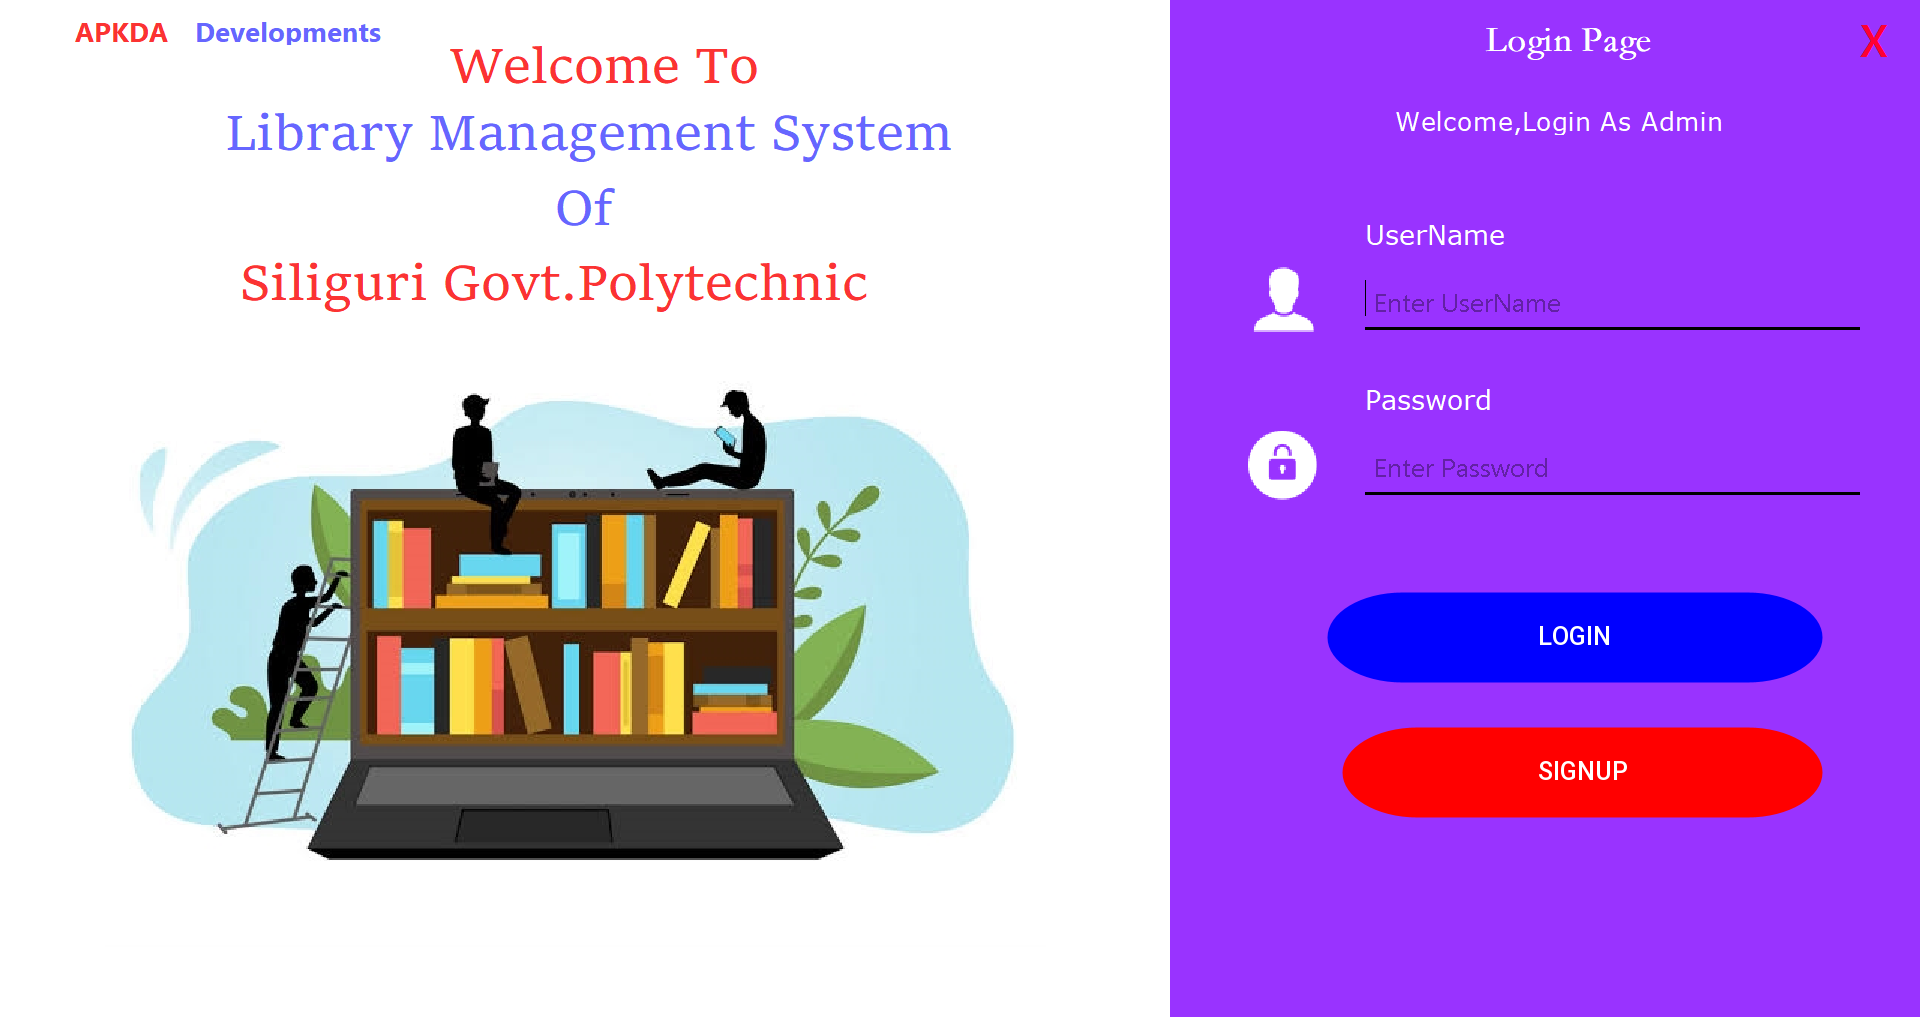 APKDA Developments
Welcome To
Library Management System
Of
Siliguri Govt.Polytechnic
Login Page
X
Welcome,Login As Admin
UserName
Enter UserName
Password
Enter Password
LOGIN
SIGNUP